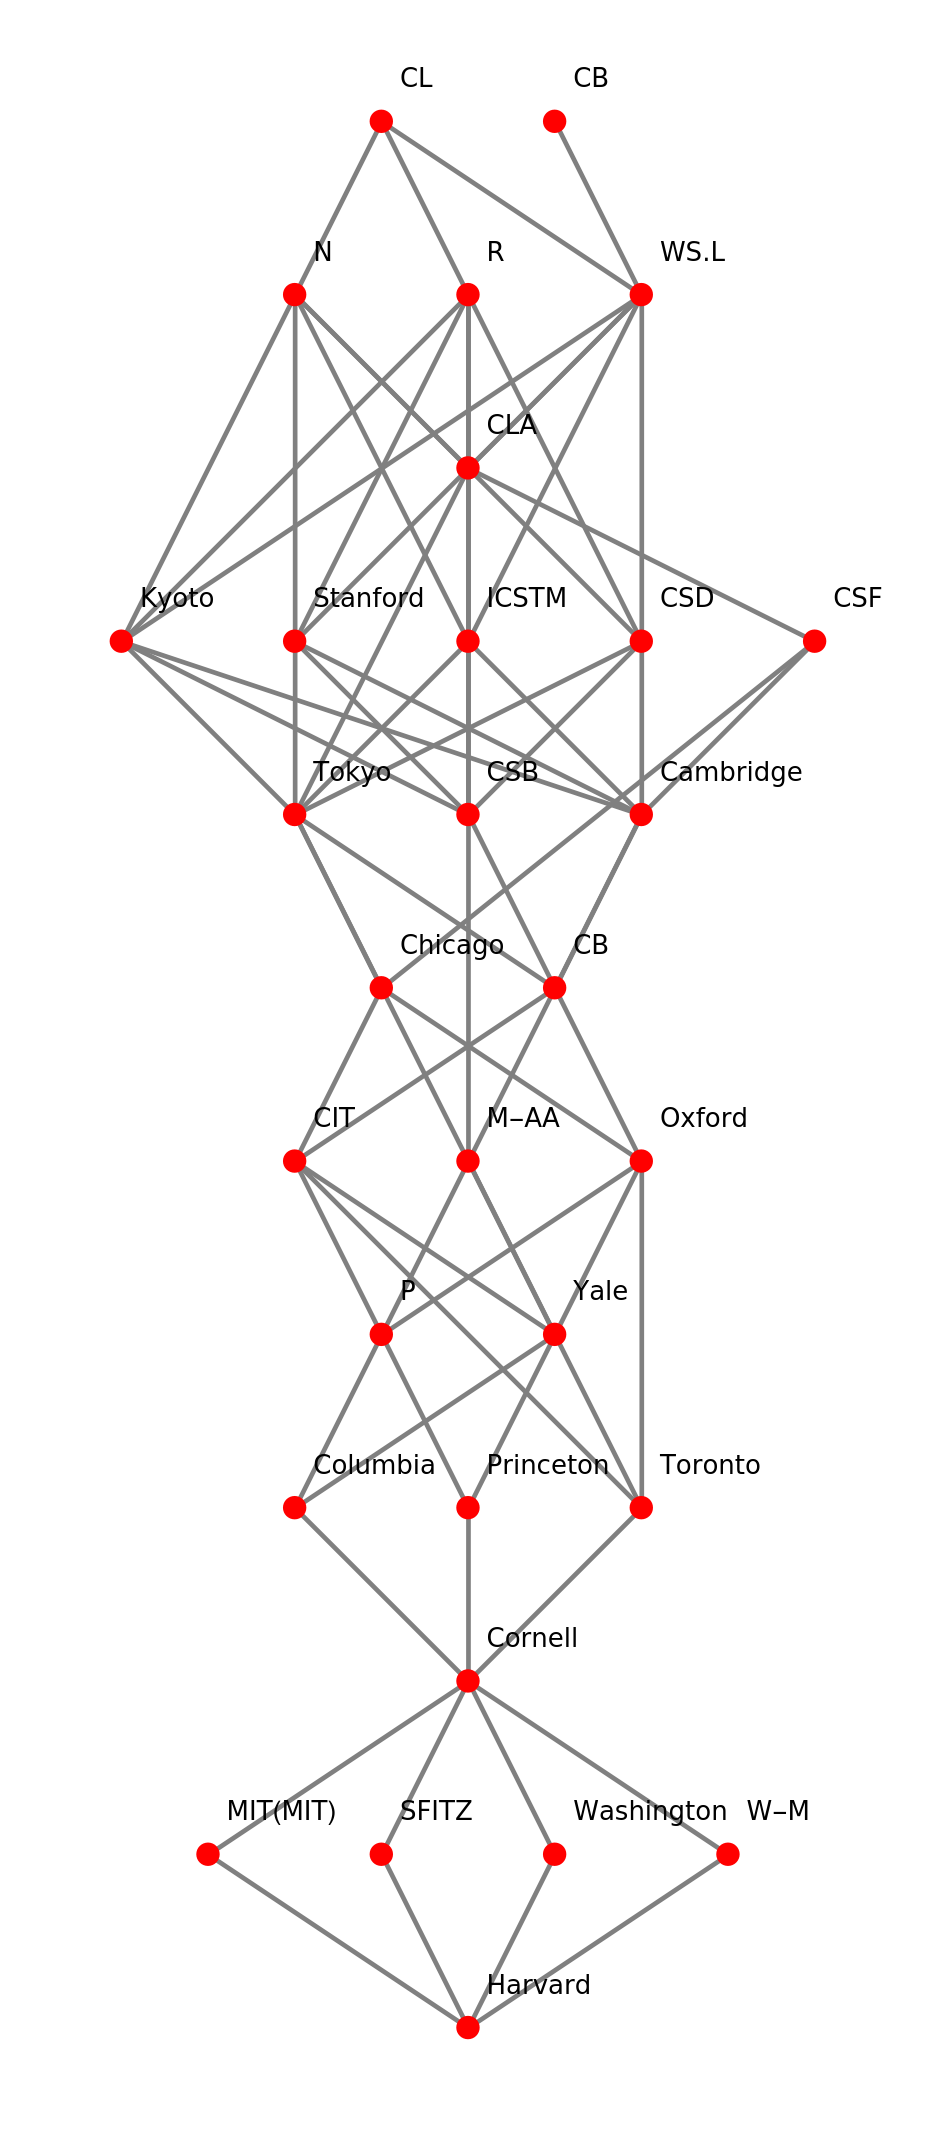 CL
CB
N
R
WS.L
CLA
Kyoto
Stanford
ICSTM
CSD
CSF
Tokyo
CSB
Cambridge
Chicago
CB
CIT
M–AA
Oxford
P
Yale
Columbia
Princeton
Toronto
Cornell
MIT(MIT)
SFITZ
Washington
W–M
Harvard